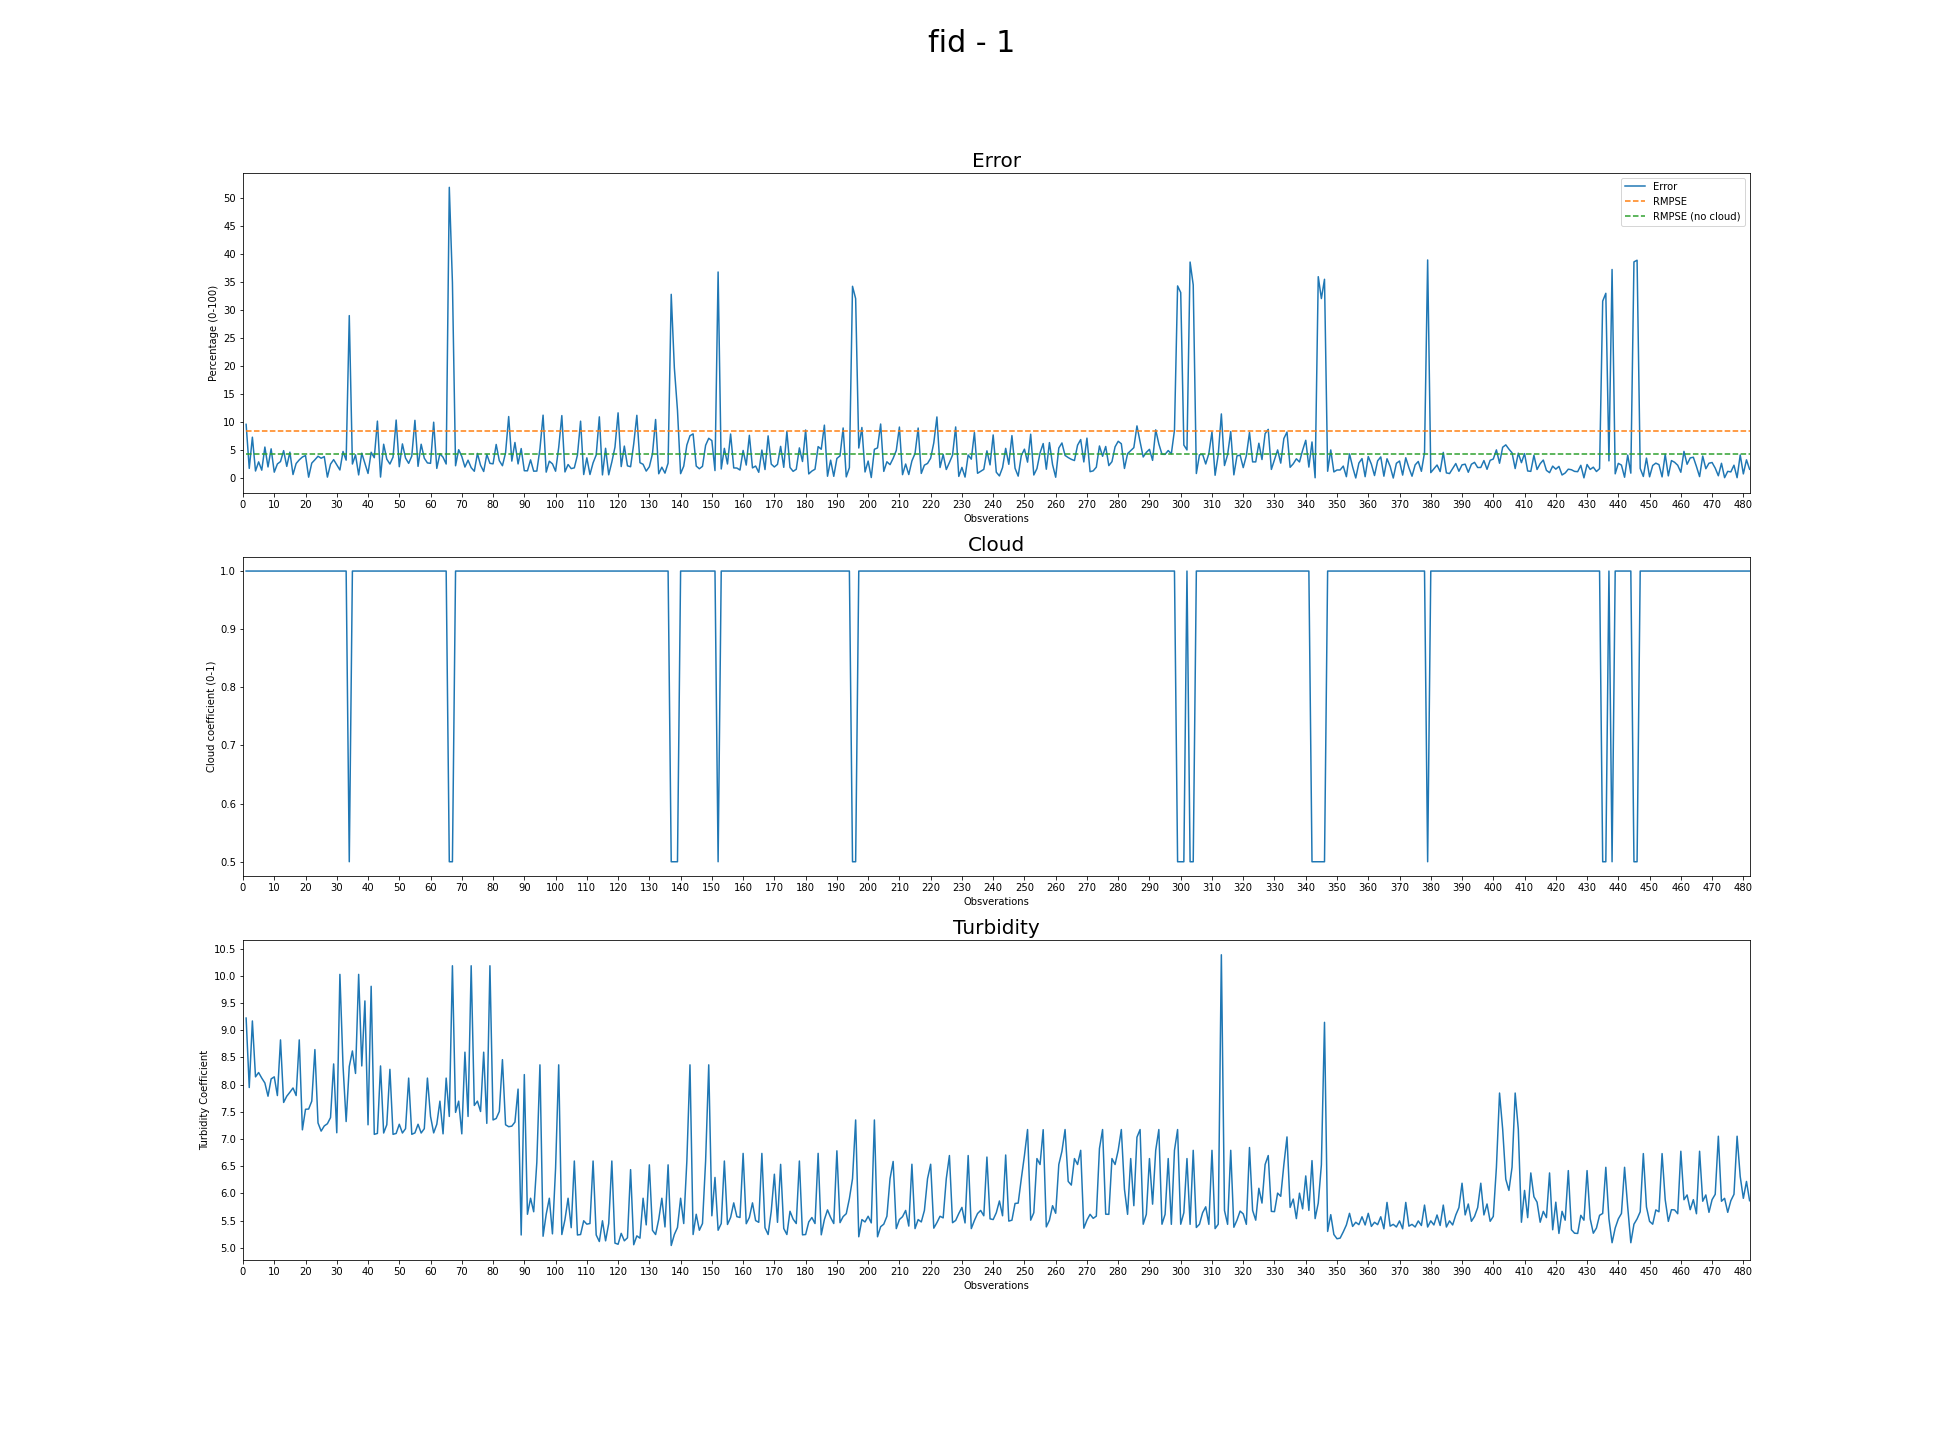 fid - 1
Error
Error
RMPSE
RMPSE (no cloud)
Percentage (0-100)
50
45
40
35
30
25
20
15
10
5
0
0 10 20 30 40 50 60 70 80 90 100 110 120 130 140 150 160 170 180 190 200 210 220 230 240 250 260 270 280 290 300 310 320 330 340 350 360 370 380 390 400 410 420 430 440 450 460 470 480
Obsverations
Cloud
Cloud coefficient (0-1)
1.0
0.9
0.8
0.7
0.6
0.5
0 10 20 30 40 50 60 70 80 90 100 110 120 130 140 150 160 170 180 190 200 210 220 230 240 250 260 270 280 290 300 310 320 330 340 350 360 370 380 390 400 410 420 430 440 450 460 470 480
Obsverations
Turbidity
Turbidity Coefficient
10.5
10.0
9.5
9.0
8.5
8.0
7.5
7.0
6.5
6.0
5.5
5.0
0 10 20 30 40 50 60 70 80 90 100 110 120 130 140 150 160 170 180 190 200 210 220 230 240 250 260 270 280 290 300 310 320 330 340 350 360 370 380 390 400 410 420 430 440 450 460 470 480
Obsverations